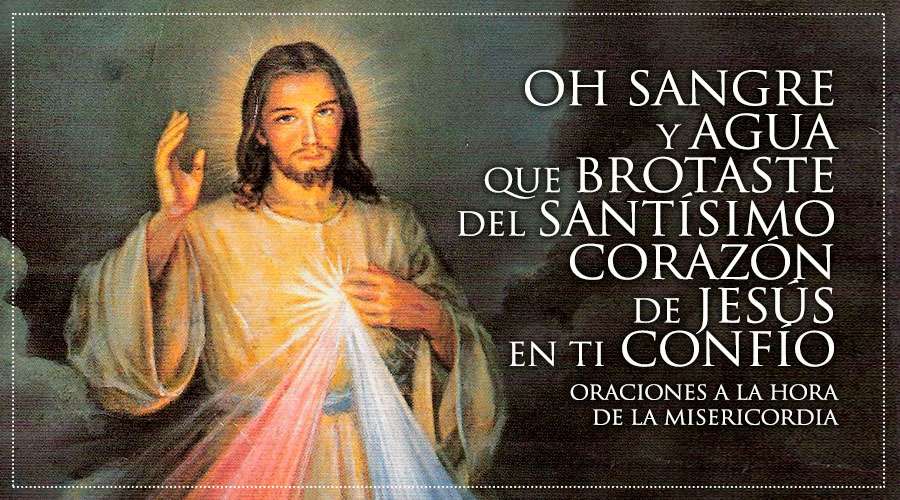 OH SANGRE
Y AGUA
QUE BROTASTE
DEL SANTÍSIMO
CORAZÓN
DE JESÚS
EN TI CONFÍO
ORACIONES A LA HORA
DE LA MISERICORDIA